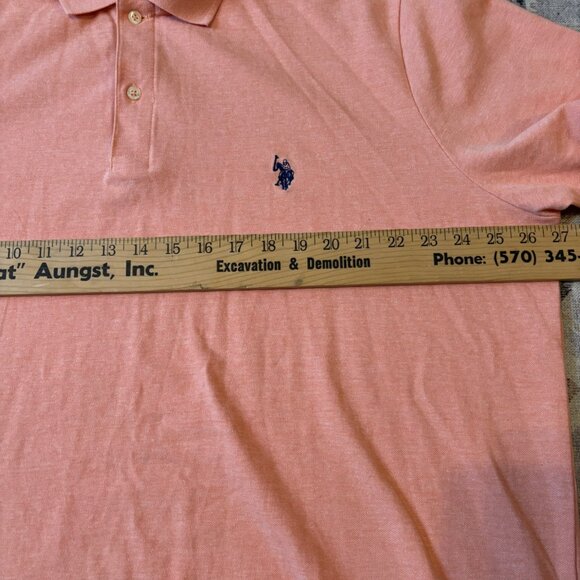 10 11 12 13 14 15 16 17 18 19 20 21 22 23 24 25 26 27
at" Aungst, Inc. Excavation & Demolition Phone: (570) 345-